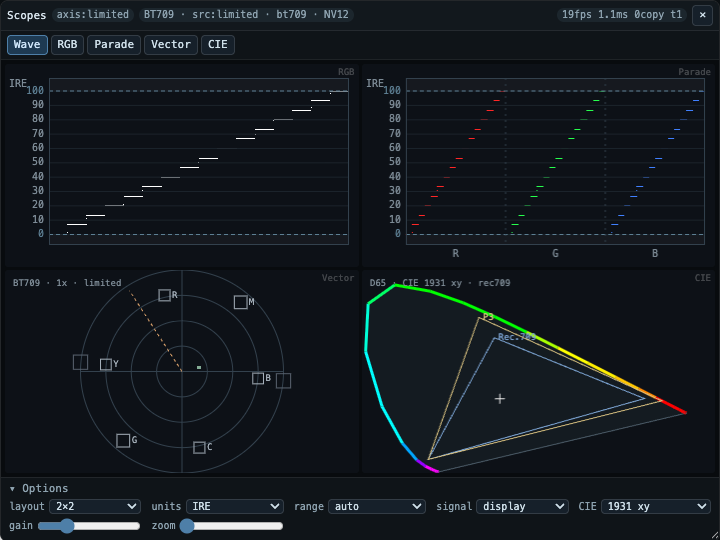 Scopes axis:limited BT709 · src:limited · bt709 · NV12 19fps 1.1ms 0copy t1 ×
Wave RGB Parade Vector CIE
RGB
IRE
100
90
80
70
60
50
40
30
20
10
0
Parade
IRE
100
90
80
70
60
50
40
30
20
10
0
R G B
BT709 · 1x · limited Vector
R
M
Y
B
G
C
D65 · CIE 1931 xy · rec709 CIE
P3
Rec.709
▾ Options
layout 2×2 units IRE range auto signal display CIE 1931 xy
gain zoom